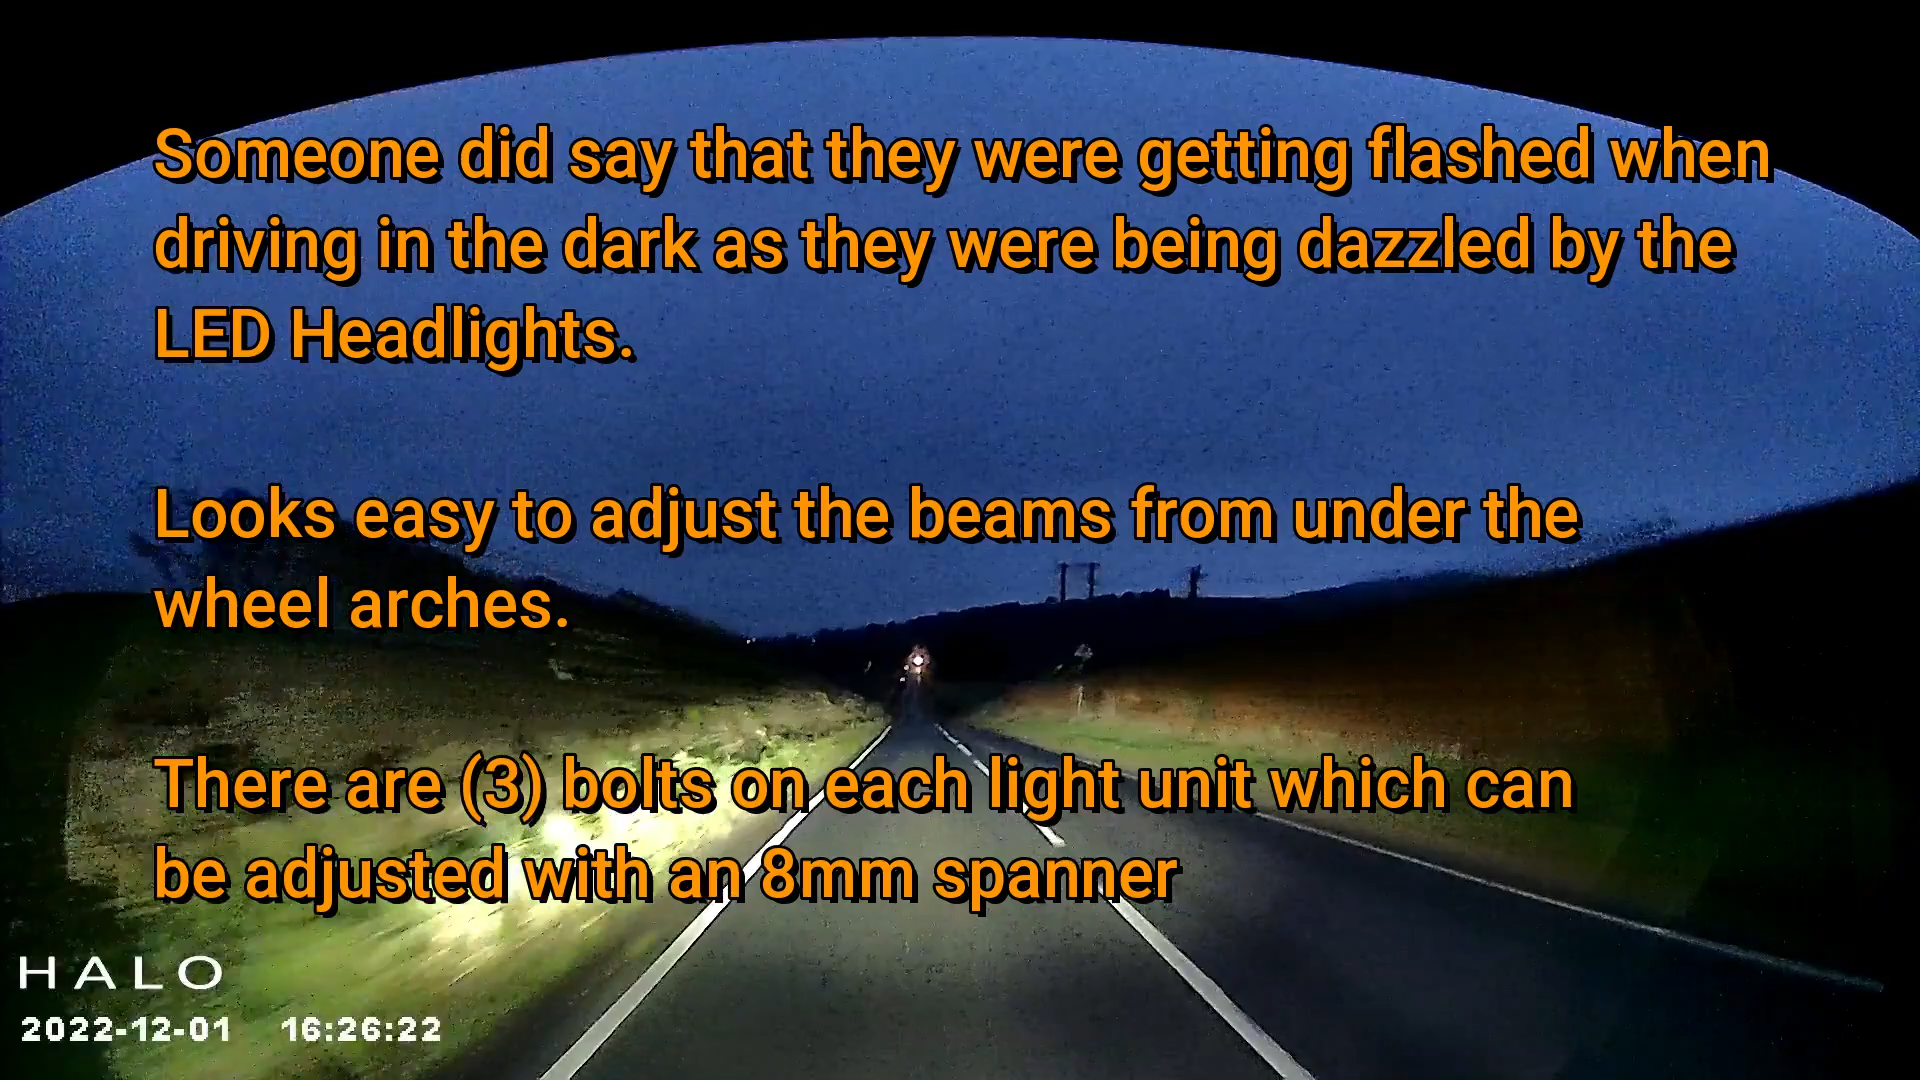 Someone did say that they were getting flashed when
driving in the dark as they were being dazzled by the
LED Headlights.
Looks easy to adjust the beams from under the
wheel arches.
There are (3) bolts on each light unit which can
be adjusted with an 8mm spanner
HALO
2022-12-01 16:26:22